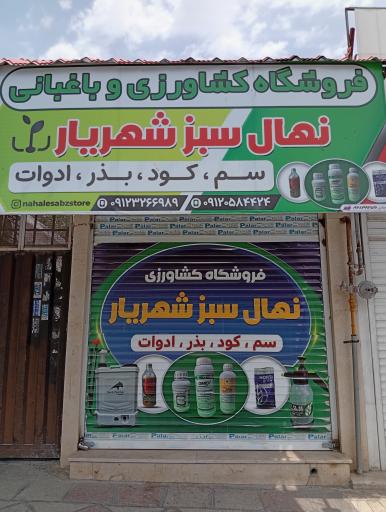 فروشگاه کشاورزی و باغبانی
نهال سبز شهریار
سم ، کود ، بذر ، ادوات
nahalesabzstore
۰۹۱۲۳۲۶۶۹۸۹
۰۹۱۲۰۵۸۴۴۲۴
فروشگاه کشاورزی
نهال سبز شهریار
سم ، کود ، بذر ، ادوات